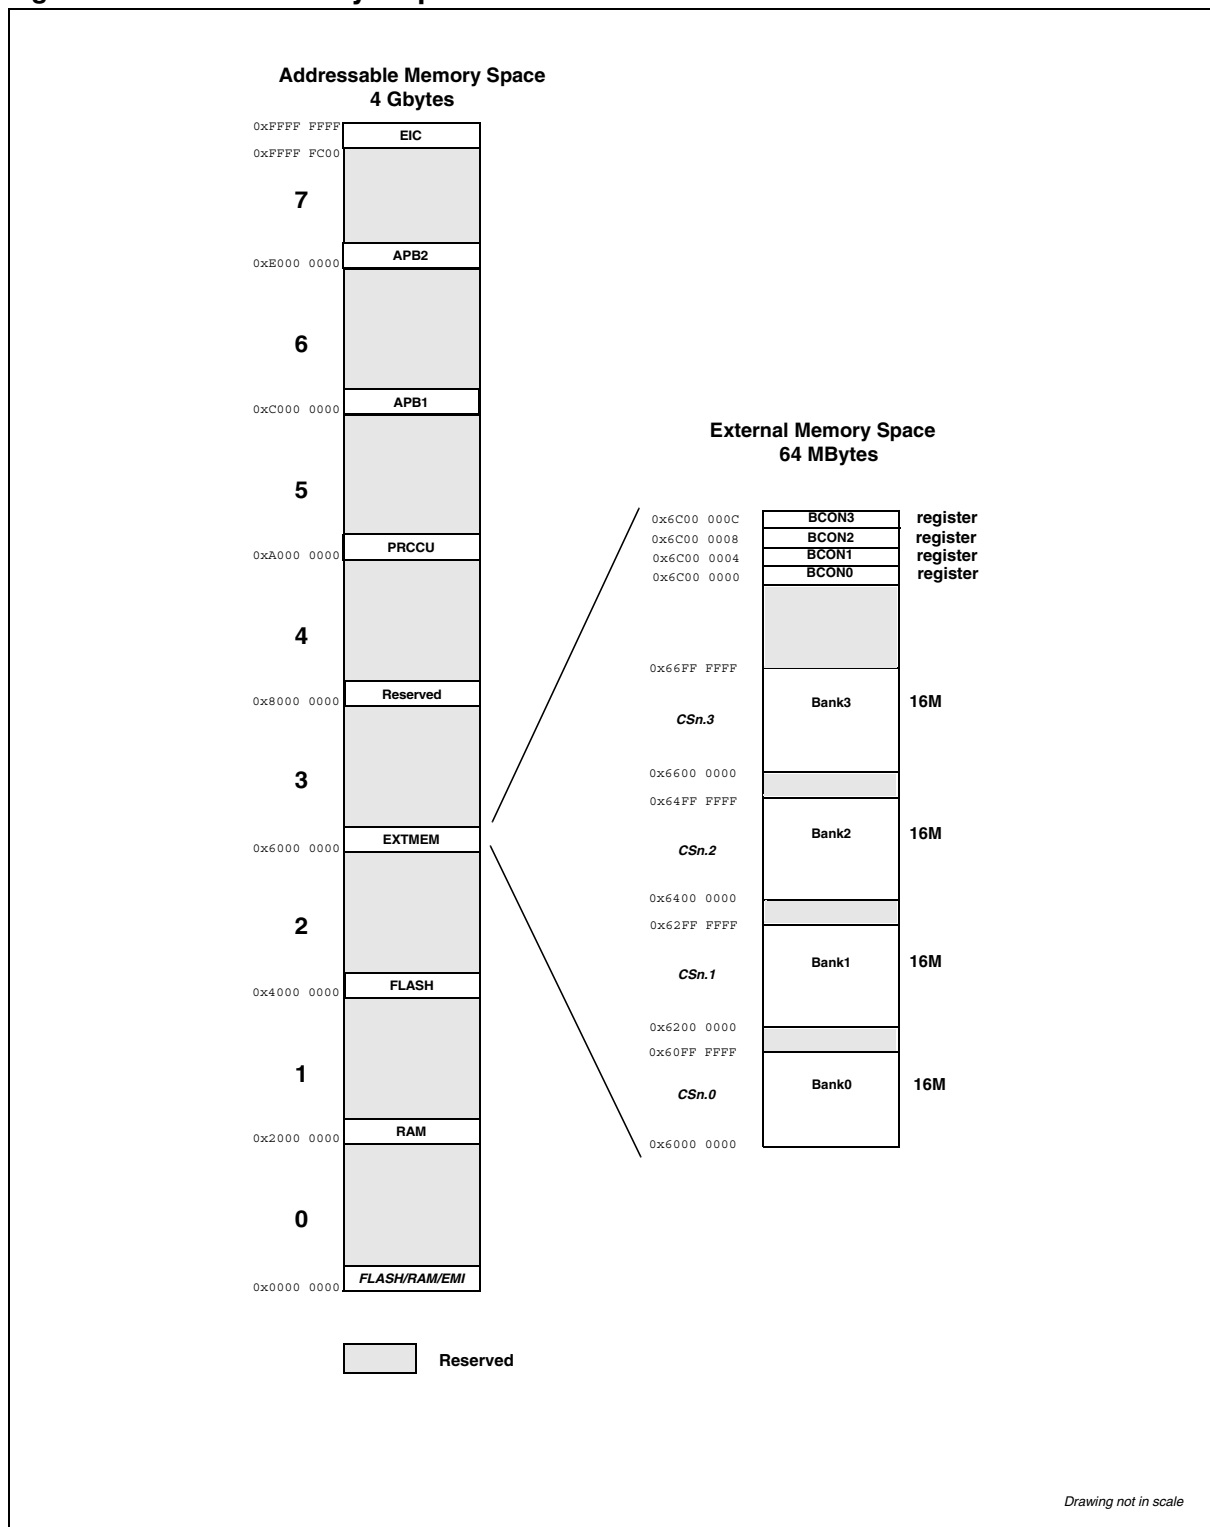 Addressable Memory Space
4 Gbytes
0xFFFF FFFF
EIC
0xFFFF FC00
7
APB2
0xE000 0000
6
APB1
0xC000 0000
5
PRCCU
0xA000 0000
4
Reserved
0x8000 0000
3
EXTMEM
0x6000 0000
2
FLASH
0x4000 0000
1
RAM
0x2000 0000
0
FLASH/RAM/EMI
0x0000 0000
Reserved
External Memory Space
64 MBytes
0x6C00 000C BCON3 register
0x6C00 0008 BCON2 register
0x6C00 0004 BCON1 register
0x6C00 0000 BCON0 register
0x66FF FFFF
Bank3 16M
CSn.3
0x6600 0000
0x64FF FFFF
Bank2 16M
CSn.2
0x6400 0000
0x62FF FFFF
Bank1 16M
CSn.1
0x6200 0000
0x60FF FFFF
Bank0 16M
CSn.0
0x6000 0000
Drawing not in scale